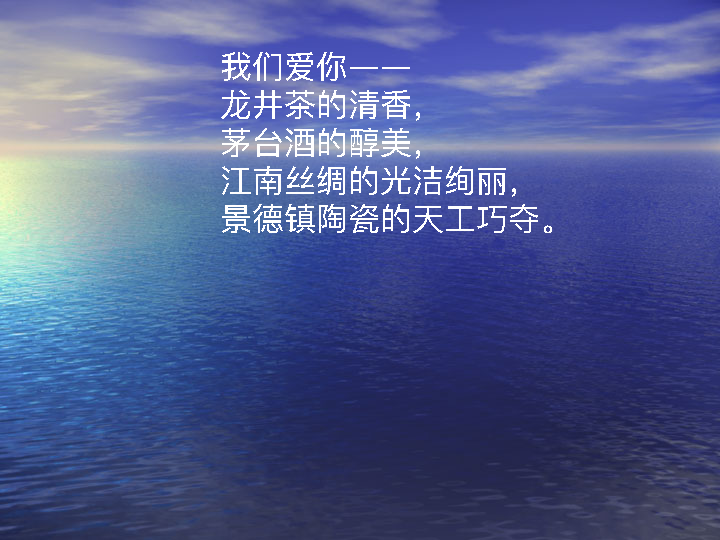 我们爱你——
龙井茶的清香，
茅台酒的醇美，
江南丝绸的光洁绚丽，
景德镇陶瓷的天工巧夺。